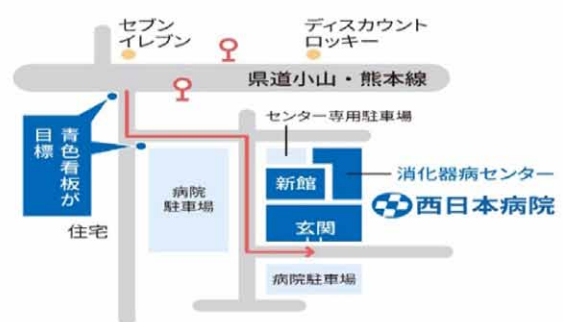 セブン
イレブン
ディスカウント
ロッキー
県道小山・熊本線
センター専用駐車場
青色看板が
目標
病院
駐車場
新館
消化器病センター
西日本病院
玄関
住宅
病院駐車場